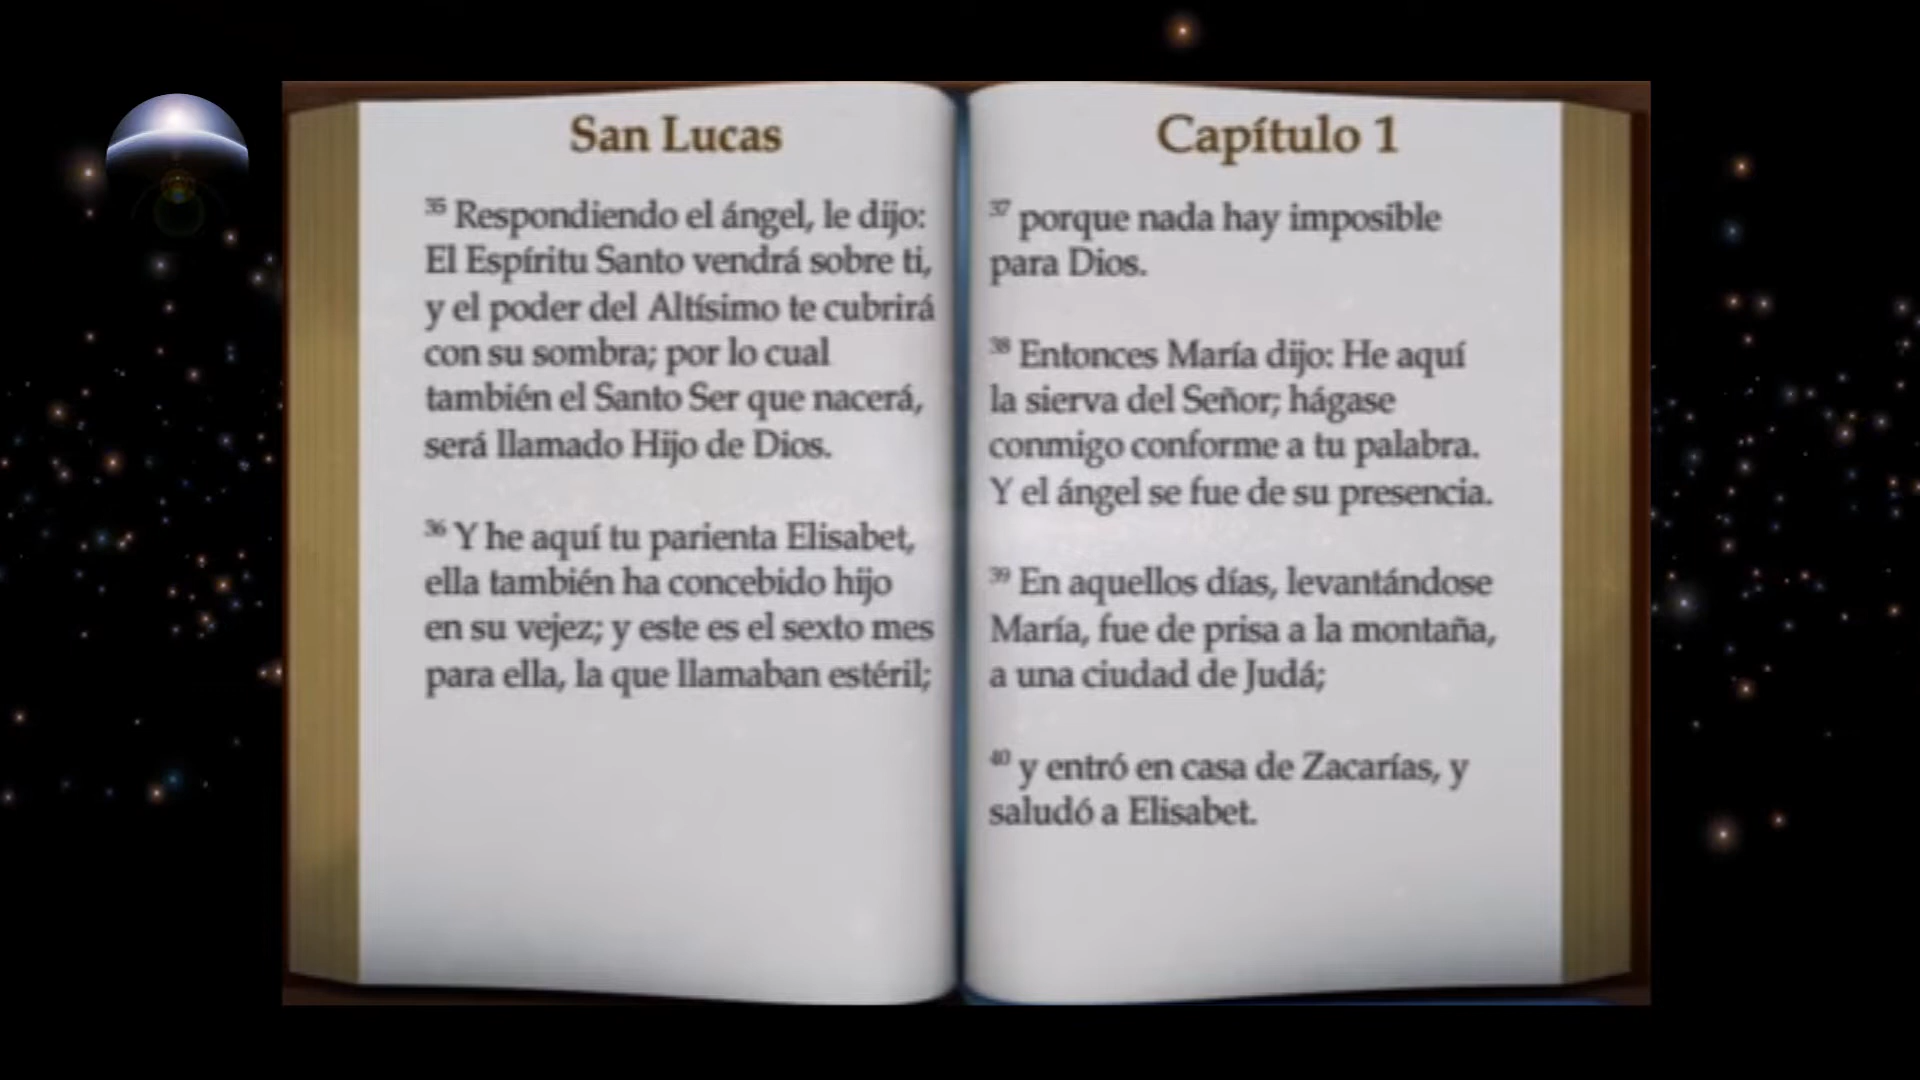 San Lucas
35 Respondiendo el ángel, le dijo:
El Espíritu Santo vendrá sobre ti,
y el poder del Altísimo te cubrirá
con su sombra; por lo cual
también el Santo Ser que nacerá,
será llamado Hijo de Dios.
36 Y he aquí tu parienta Elisabet,
ella también ha concebido hijo
en su vejez; y este es el sexto mes
para ella, la que llamaban estéril;
Capítulo 1
37 porque nada hay imposible
para Dios.
38 Entonces María dijo: He aquí
la sierva del Señor; hágase
conmigo conforme a tu palabra.
Y el ángel se fue de su presencia.
39 En aquellos días, levantándose
María, fue de prisa a la montaña,
a una ciudad de Judá;
40 y entró en casa de Zacarías, y
saludó a Elisabet.